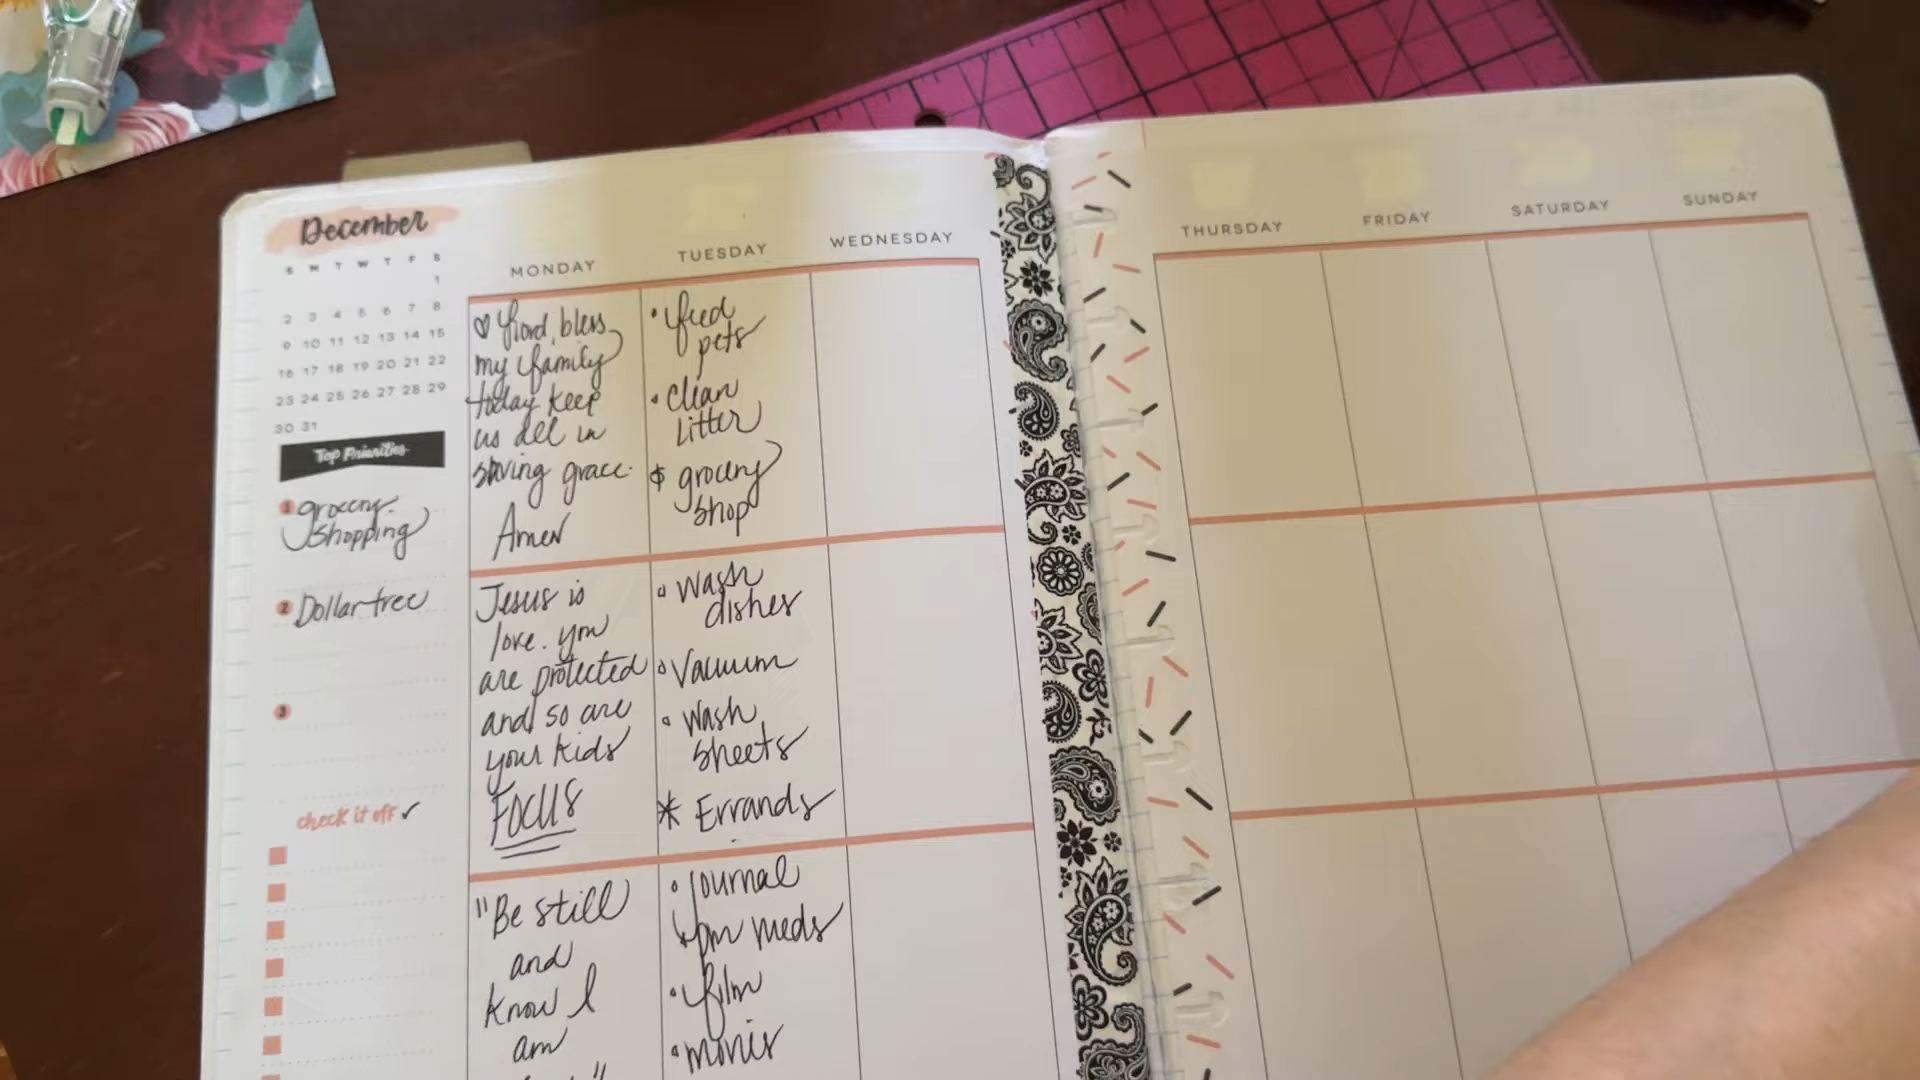 December
S M T W T F S
1
2 3 4 5 6 7 8
9 10 11 12 13 14 15
16 17 18 19 20 21 22
23 24 25 26 27 28 29
30 31
Top Priorities
1 grocery
shopping
2 Dollar tree
3
check it off ✓
MONDAY
♡ Lord, bless
my family
today keep
us all in
saving grace.
Amen
Jesus is
love. you
are protected
and so are
your kids
FOCUS
"Be still
and
know I
am
TUESDAY
• feed
pets
• Clean
Litter
$ grocery
shop
• Wash
dishes
• Vacuum
• Wash
sheets
* Errands
• journal
pm meds
• film
WEDNESDAY
THURSDAY
FRIDAY
SATURDAY
SUNDAY